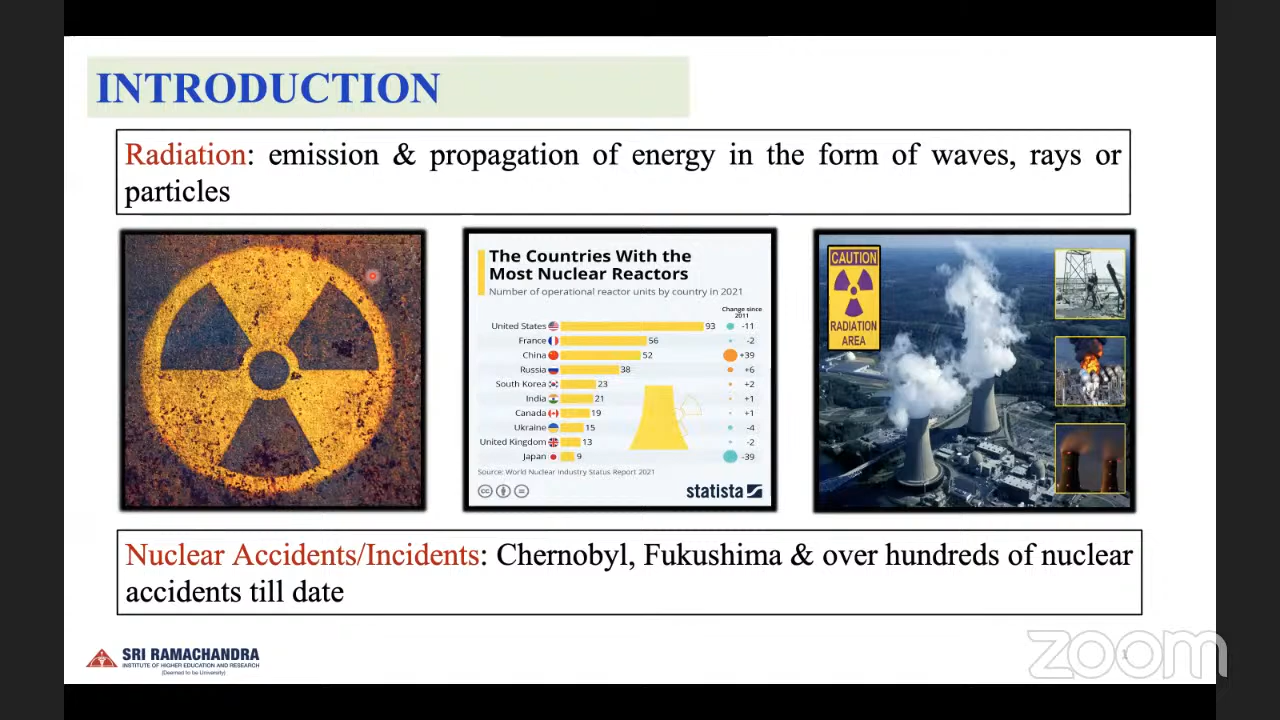 INTRODUCTION
Radiation: emission & propagation of energy in the form of waves, rays or
particles
The Countries With the
Most Nuclear Reactors
Number of operational reactor units by country in 2021
Change since
2011
United States 93 -11
France 56 -2
China 52 +39
Russia 38 +6
South Korea 23 +2
India 21 +1
Canada 19 +1
Ukraine 15 -4
United Kingdom 13 -2
Japan 9 -39
Source: World Nuclear Industry Status Report 2021
cc
statista
CAUTION
RADIATION
AREA
Nuclear Accidents/Incidents: Chernobyl, Fukushima & over hundreds of nuclear
accidents till date
SRI RAMACHANDRA
INSTITUTE OF HIGHER EDUCATION AND RESEARCH
(Deemed to be University)
zoom